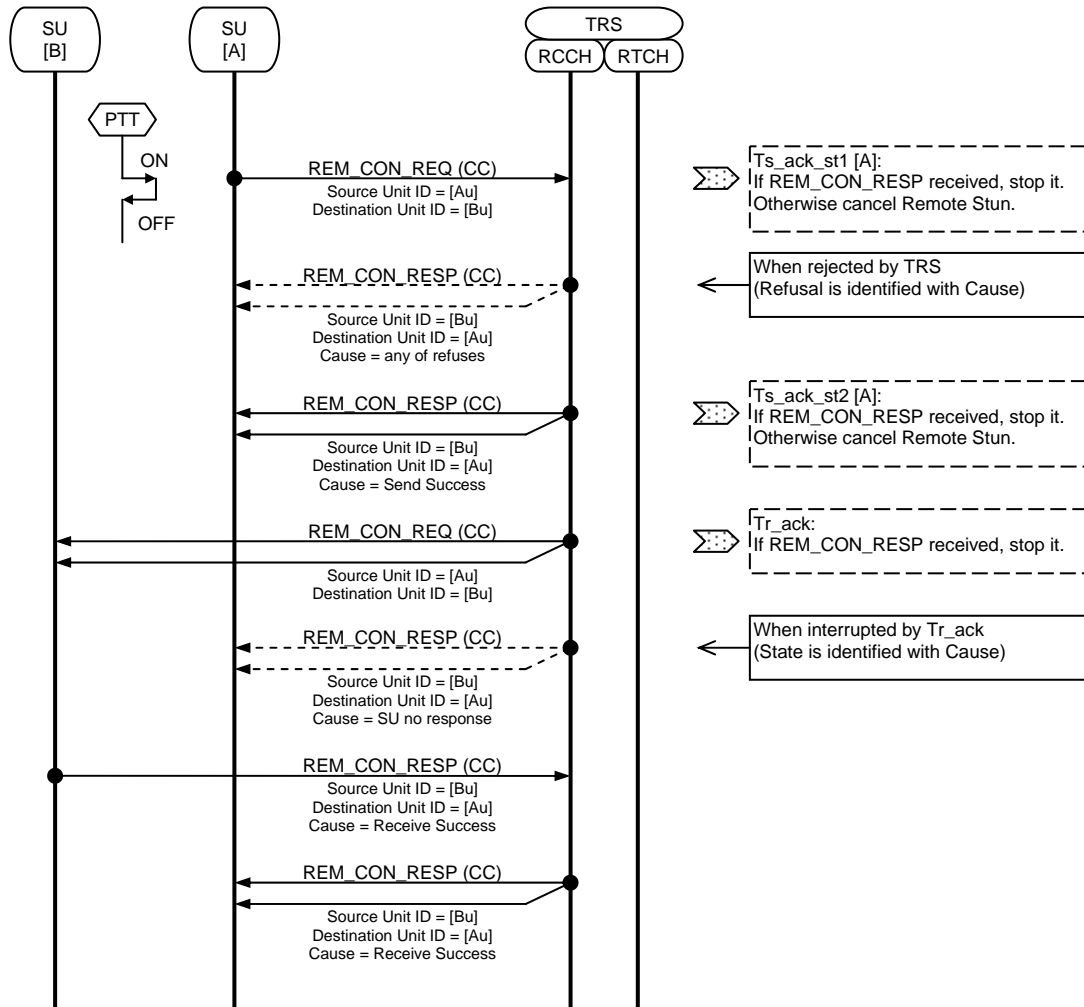 SU
[B]
SU
[A]
TRS
RCCH
RTCH
PTT
ON
OFF
REM_CON_REQ (CC)
Source Unit ID = [Au]
Destination Unit ID = [Bu]
Ts_ack_st1 [A]:
If REM_CON_RESP received, stop it.
Otherwise cancel Remote Stun.
REM_CON_RESP (CC)
Source Unit ID = [Bu]
Destination Unit ID = [Au]
Cause = any of refuses
When rejected by TRS
(Refusal is identified with Cause)
REM_CON_RESP (CC)
Source Unit ID = [Bu]
Destination Unit ID = [Au]
Cause = Send Success
Ts_ack_st2 [A]:
If REM_CON_RESP received, stop it.
Otherwise cancel Remote Stun.
REM_CON_REQ (CC)
Source Unit ID = [Au]
Destination Unit ID = [Bu]
Tr_ack:
If REM_CON_RESP received, stop it.
REM_CON_RESP (CC)
Source Unit ID = [Bu]
Destination Unit ID = [Au]
Cause = SU no response
When interrupted by Tr_ack
(State is identified with Cause)
REM_CON_RESP (CC)
Source Unit ID = [Bu]
Destination Unit ID = [Au]
Cause = Receive Success
REM_CON_RESP (CC)
Source Unit ID = [Bu]
Destination Unit ID = [Au]
Cause = Receive Success